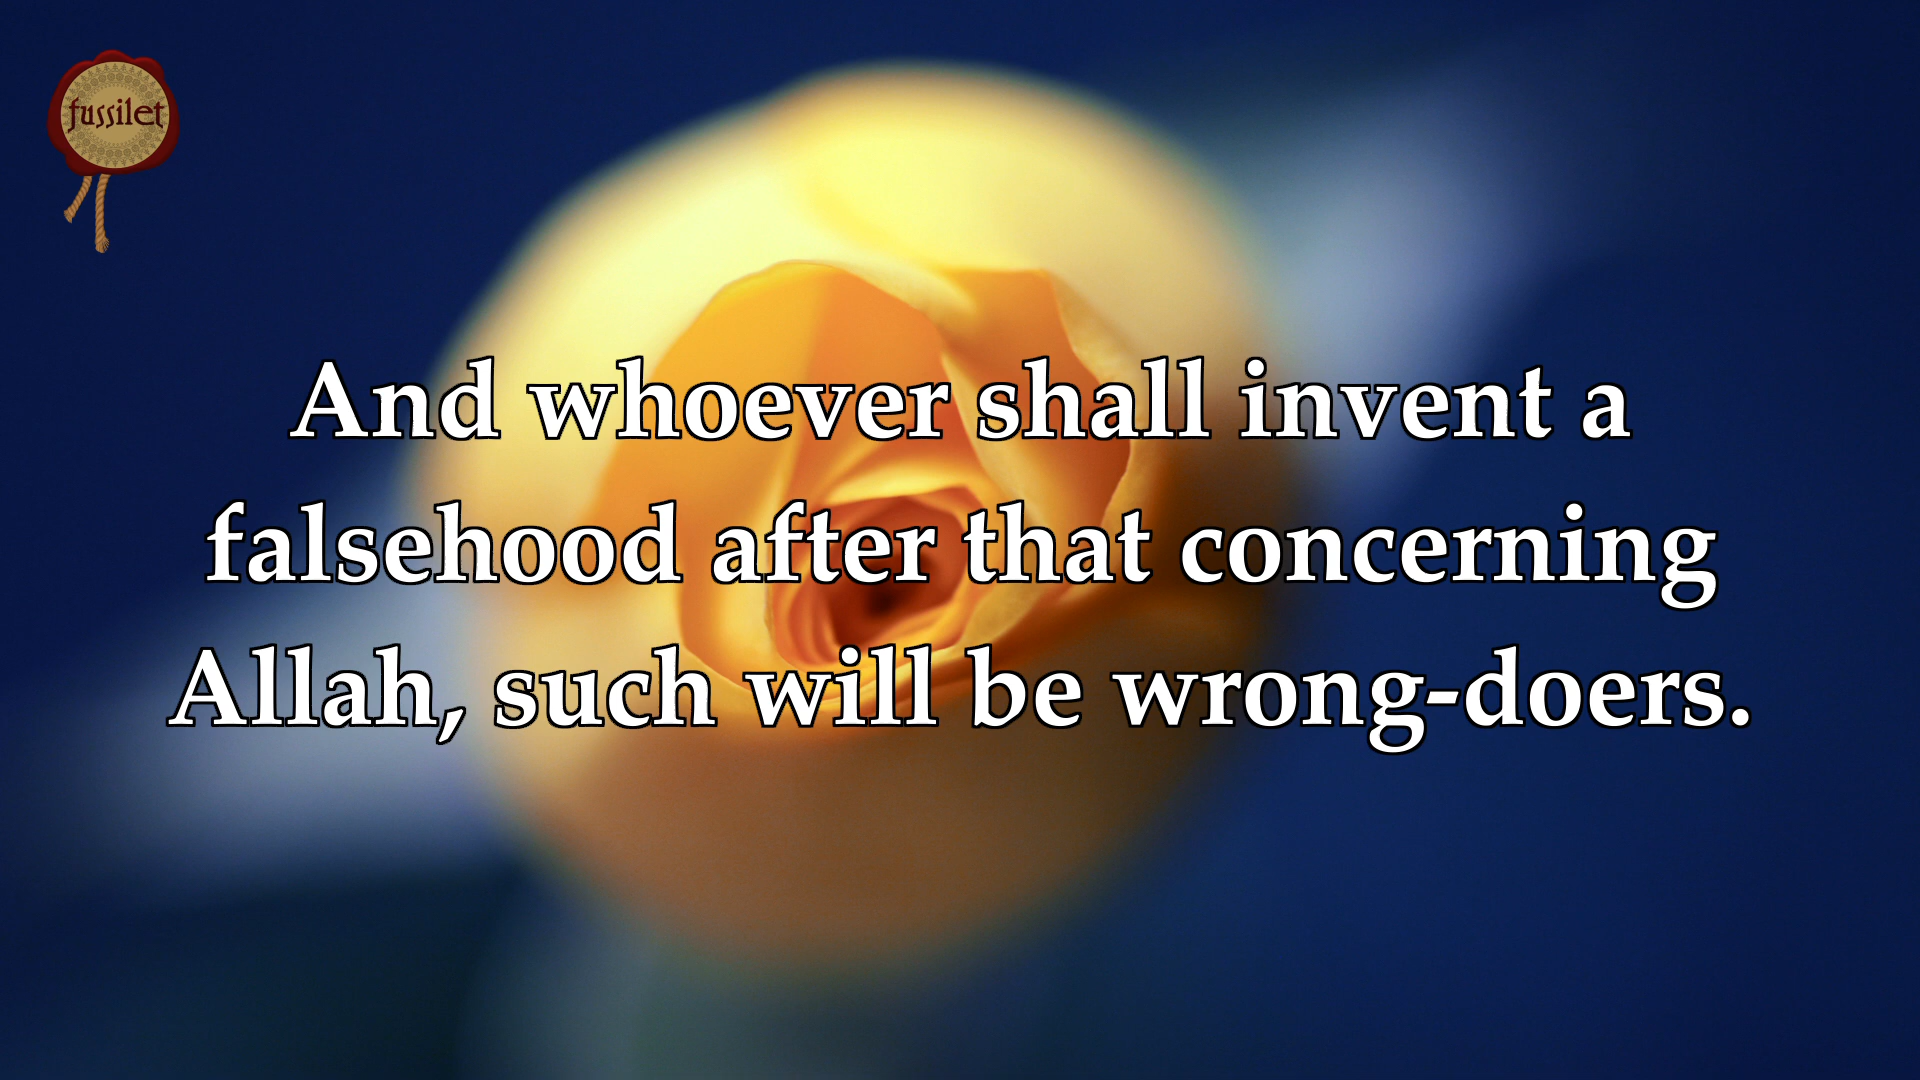 fussilet
And whoever shall invent a
falsehood after that concerning
Allah, such will be wrong-doers.